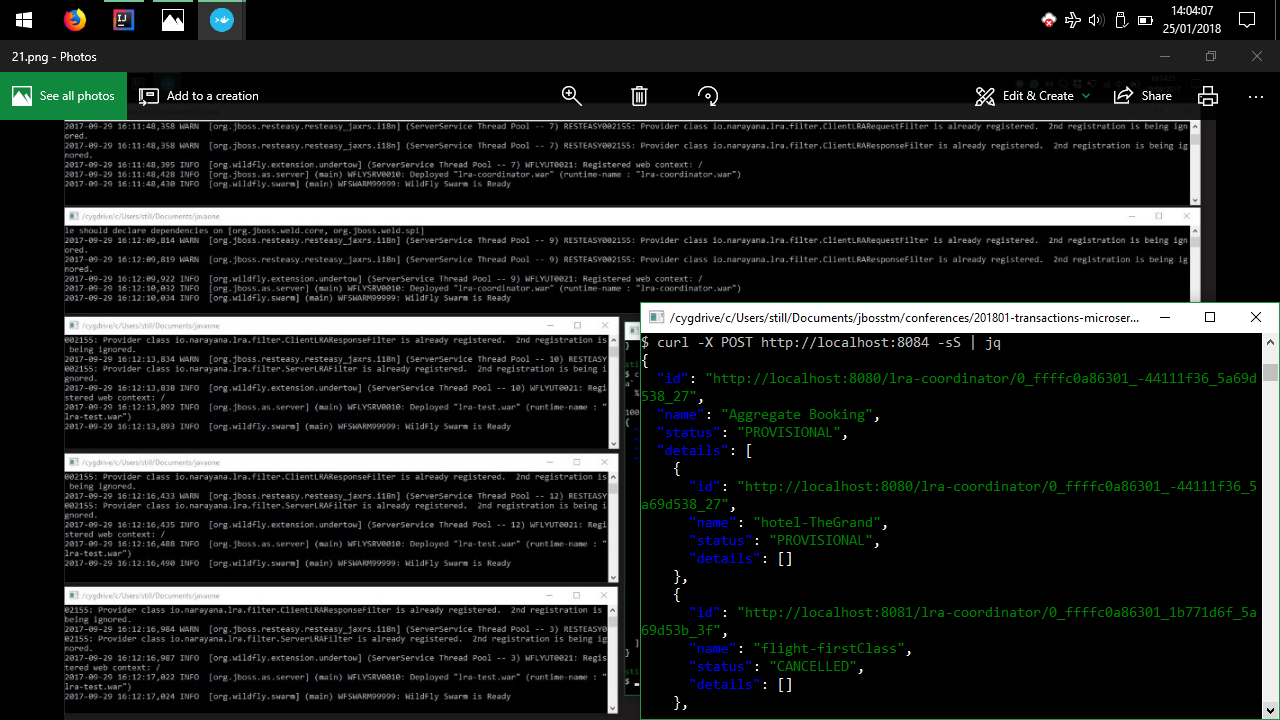 14:04:07
25/01/2018
21.png - Photos
See all photos
Add to a creation
Edit & Create
Share
2017-09-29 16:11:48,358 WARN [org.jboss.resteasy.resteasy_jaxrs.i18n] (ServerService Thread Pool -- 7) RESTEASY002155: Provider class io.narayana.lra.filter.ClientLRARequestFilter is already registered. 2nd registration is being ign
ored.
2017-09-29 16:11:48,358 WARN [org.jboss.resteasy.resteasy_jaxrs.i18n] (ServerService Thread Pool -- 7) RESTEASY002155: Provider class io.narayana.lra.filter.ClientLRAResponseFilter is already registered. 2nd registration is being ig
nored.
2017-09-29 16:11:48,395 INFO [org.wildfly.extension.undertow] (ServerService Thread Pool -- 7) WFLYUT0021: Registered web context: /
2017-09-29 16:11:48,428 INFO [org.jboss.as.server] (main) WFLYSRV0010: Deployed "lra-coordinator.war" (runtime-name : "lra-coordinator.war")
2017-09-29 16:11:48,430 INFO [org.wildfly.swarm] (main) WFSWARM99999: WildFly Swarm is Ready
/cygdrive/c/Users/still/Documents/javaone
le should declare dependencies on [org.jboss.weld.core, org.jboss.weld.spi]
2017-09-29 16:12:09,814 WARN [org.jboss.resteasy.resteasy_jaxrs.i18n] (ServerService Thread Pool -- 9) RESTEASY002155: Provider class io.narayana.lra.filter.ClientLRARequestFilter is already registered. 2nd registration is being ign
ored.
2017-09-29 16:12:09,819 WARN [org.jboss.resteasy.resteasy_jaxrs.i18n] (ServerService Thread Pool -- 9) RESTEASY002155: Provider class io.narayana.lra.filter.ClientLRAResponseFilter is already registered. 2nd registration is being ig
nored.
2017-09-29 16:12:09,922 INFO [org.wildfly.extension.undertow] (ServerService Thread Pool -- 9) WFLYUT0021: Registered web context: /
2017-09-29 16:12:10,032 INFO [org.jboss.as.server] (main) WFLYSRV0010: Deployed "lra-coordinator.war" (runtime-name : "lra-coordinator.war")
2017-09-29 16:12:10,034 INFO [org.wildfly.swarm] (main) WFSWARM99999: WildFly Swarm is Ready
/cygdrive/c/Users/still/Documents/javaone
002155: Provider class io.narayana.lra.filter.ClientLRAResponseFilter is already registered. 2nd registration is
being ignored.
2017-09-29 16:12:13,834 WARN [org.jboss.resteasy.resteasy_jaxrs.i18n] (ServerService Thread Pool -- 10) RESTEASY
002155: Provider class io.narayana.lra.filter.ServerLRAFilter is already registered. 2nd registration is being i
gnored.
2017-09-29 16:12:13,838 INFO [org.wildfly.extension.undertow] (ServerService Thread Pool -- 10) WFLYUT0021: Regi
stered web context: /
2017-09-29 16:12:13,892 INFO [org.jboss.as.server] (main) WFLYSRV0010: Deployed "lra-test.war" (runtime-name : "
lra-test.war")
2017-09-29 16:12:13,893 INFO [org.wildfly.swarm] (main) WFSWARM99999: WildFly Swarm is Ready
/cygdrive/c/Users/still/Documents/javaone
002155: Provider class io.narayana.lra.filter.ClientLRAResponseFilter is already registered. 2nd registration is
being ignored.
2017-09-29 16:12:16,433 WARN [org.jboss.resteasy.resteasy_jaxrs.i18n] (ServerService Thread Pool -- 12) RESTEASY
002155: Provider class io.narayana.lra.filter.ServerLRAFilter is already registered. 2nd registration is being i
gnored.
2017-09-29 16:12:16,435 INFO [org.wildfly.extension.undertow] (ServerService Thread Pool -- 12) WFLYUT0021: Regi
stered web context: /
2017-09-29 16:12:16,488 INFO [org.jboss.as.server] (main) WFLYSRV0010: Deployed "lra-test.war" (runtime-name : "
lra-test.war")
2017-09-29 16:12:16,490 INFO [org.wildfly.swarm] (main) WFSWARM99999: WildFly Swarm is Ready
/cygdrive/c/Users/still/Documents/javaone
02155: Provider class io.narayana.lra.filter.ClientLRAResponseFilter is already registered. 2nd registration is
being ignored.
2017-09-29 16:12:16,984 WARN [org.jboss.resteasy.resteasy_jaxrs.i18n] (ServerService Thread Pool -- 3) RESTEASY0
02155: Provider class io.narayana.lra.filter.ServerLRAFilter is already registered. 2nd registration is being ig
nored.
2017-09-29 16:12:16,987 INFO [org.wildfly.extension.undertow] (ServerService Thread Pool -- 3) WFLYUT0021: Regis
tered web context: /
2017-09-29 16:12:17,022 INFO [org.jboss.as.server] (main) WFLYSRV0010: Deployed "lra-test.war" (runtime-name : "
lra-test.war")
2017-09-29 16:12:17,024 INFO [org.wildfly.swarm] (main) WFSWARM99999: WildFly Swarm is Ready
/cygdrive/c/Users/still/Documents/jbosstm/conferences/201801-transactions-microser...
$ curl -X POST http://localhost:8084 -sS | jq
{
"id": "http://localhost:8080/lra-coordinator/0_ffffc0a86301_-44111f36_5a69d
538_27",
"name": "Aggregate Booking",
"status": "PROVISIONAL",
"details": [
{
"id": "http://localhost:8080/lra-coordinator/0_ffffc0a86301_-44111f36_5
a69d538_27",
"name": "hotel-TheGrand",
"status": "PROVISIONAL",
"details": []
},
{
"id": "http://localhost:8081/lra-coordinator/0_ffffc0a86301_1b771d6f_5a
69d53b_3f",
"name": "flight-firstClass",
"status": "CANCELLED",
"details": []
},